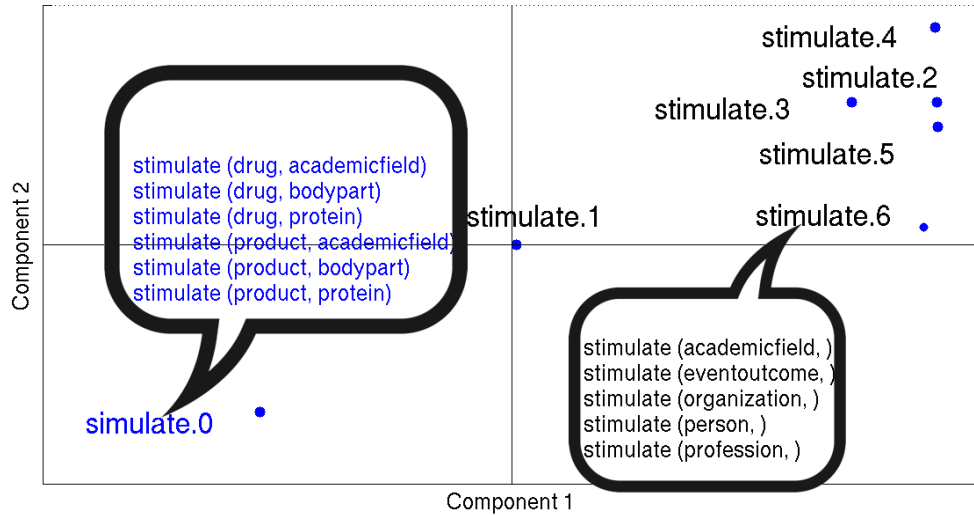 stimulate.4
stimulate.2
stimulate.3
stimulate.5
stimulate.1
stimulate.6
stimulate (drug, academicfield)
stimulate (drug, bodypart)
stimulate (drug, protein)
stimulate (product, academicfield)
stimulate (product, bodypart)
stimulate (product, protein)
simulate.0
stimulate (academicfield, )
stimulate (eventoutcome, )
stimulate (organization, )
stimulate (person, )
stimulate (profession, )
Component 2
Component 1